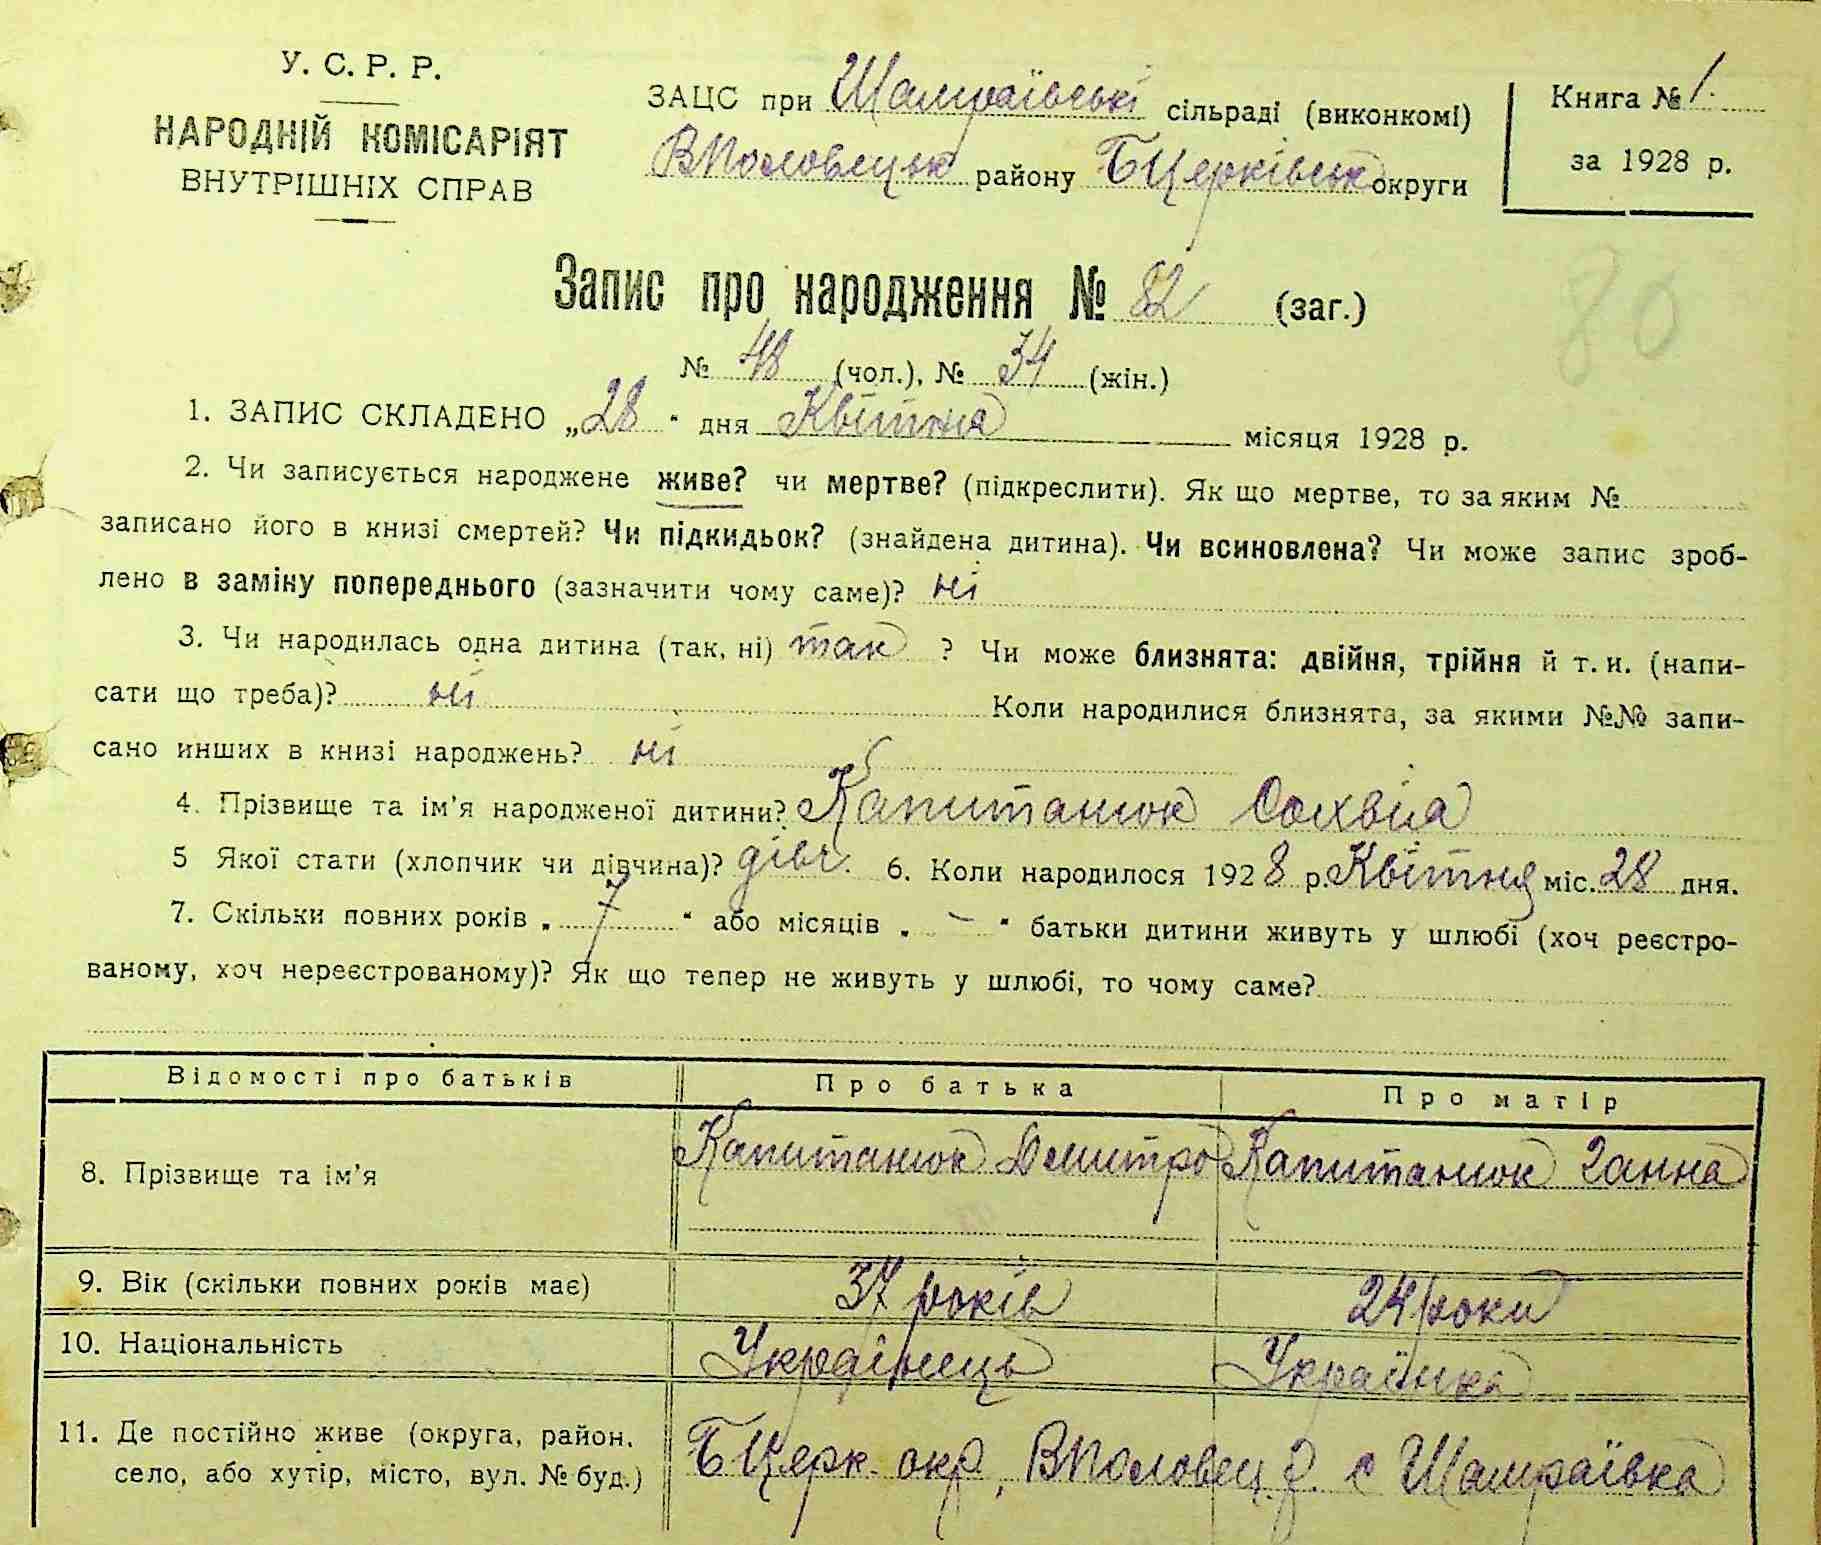 У. С. Р. Р.
НАРОДНІЙ КОМІСАРІЯТ
ВНУТРІШНІХ СПРАВ
ЗАЦС при Шамраївські сільраді (виконкомі)
ВПоловецьк району БЦерківськ округи
Книга № 1.
за 1928 р.
Запис про народження № 82 (заг.)
80
№ 48 (чол.), № 34 (жін.)
1. ЗАПИС СКЛАДЕНО „28“ дня Квітня місяця 1928 р.
2. Чи записується народжене живе? чи мертве? (підкреслити). Як що мертве, то за яким №
записано його в книзі смертей? Чи підкидьок? (знайдена дитина). Чи всиновлена? Чи може запис зроб-
лено в заміну попереднього (зазначити чому саме)? ні
3. Чи народилась одна дитина (так, ні) так ? Чи може близнята: двійня, трійня й т. и. (напи-
сати що треба)? ні Коли народилися близнята, за якими №№ запи-
сано инших в книзі народжень? ні
4. Прізвище та ім'я народженої дитини? Капитанюк
5 Якої стати (хлопчик чи дівчина)? дівч. 6. Коли народилося 1928 р. Квітня міс. 28 дня.
7. Скільки повних років „ 7 “ або місяців „ — “ батьки дитини живуть у шлюбі (хоч реєстро-
ваному, хоч нереєстрованому)? Як що тепер не живуть у шлюбі, то чому саме?
Відомості про батьків Про батька Про матір
8. Прізвище та ім'я Капитанюк Дмитро Капитанюк Ганна
9. Вік (скільки повних років має) 37 років 24 роки
10. Національність Українець Українка
11. Де постійно живе (округа, район, село, або хутір, місто, вул. № буд.) БЦерк. окр, ВПоловец. р. с Шамраївка